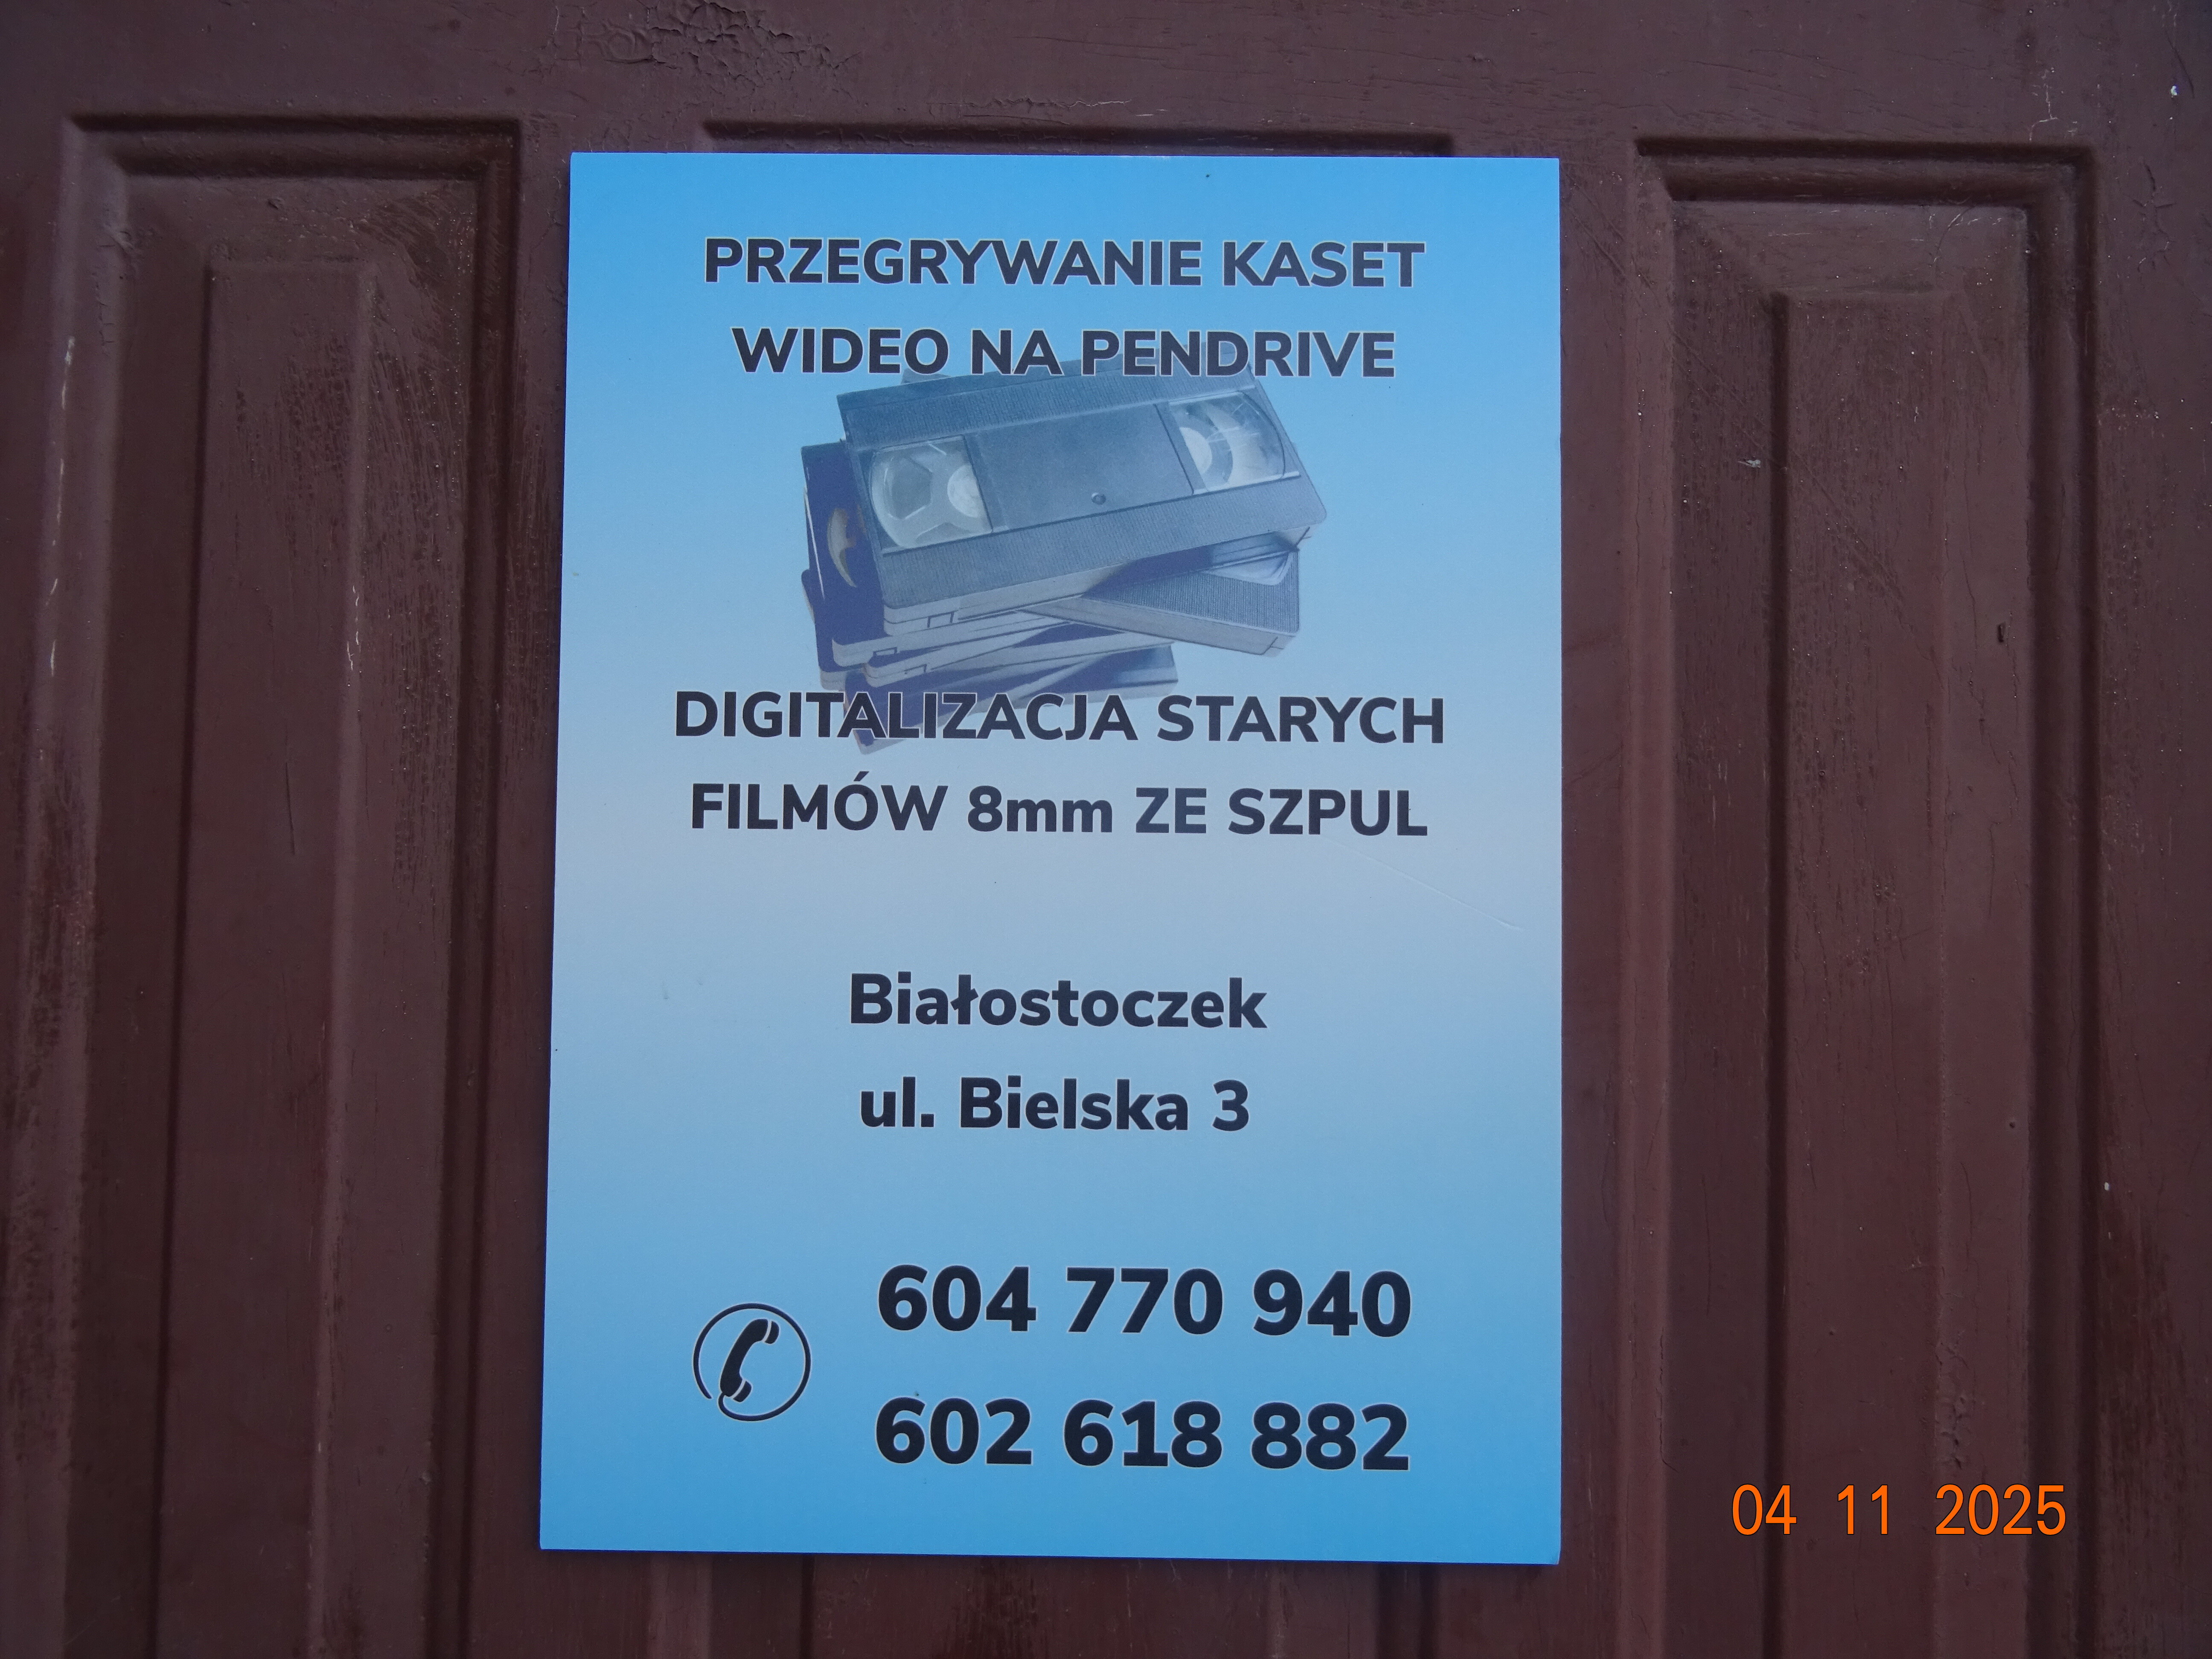 PRZEGRYWANIE KASET
WIDEO NA PENDRIVE
DIGITALIZACJA STARYCH
FILMÓW 8mm ZE SZPUL
Białostoczek
ul. Bielska 3
604 770 940
602 618 882
04 11 2025